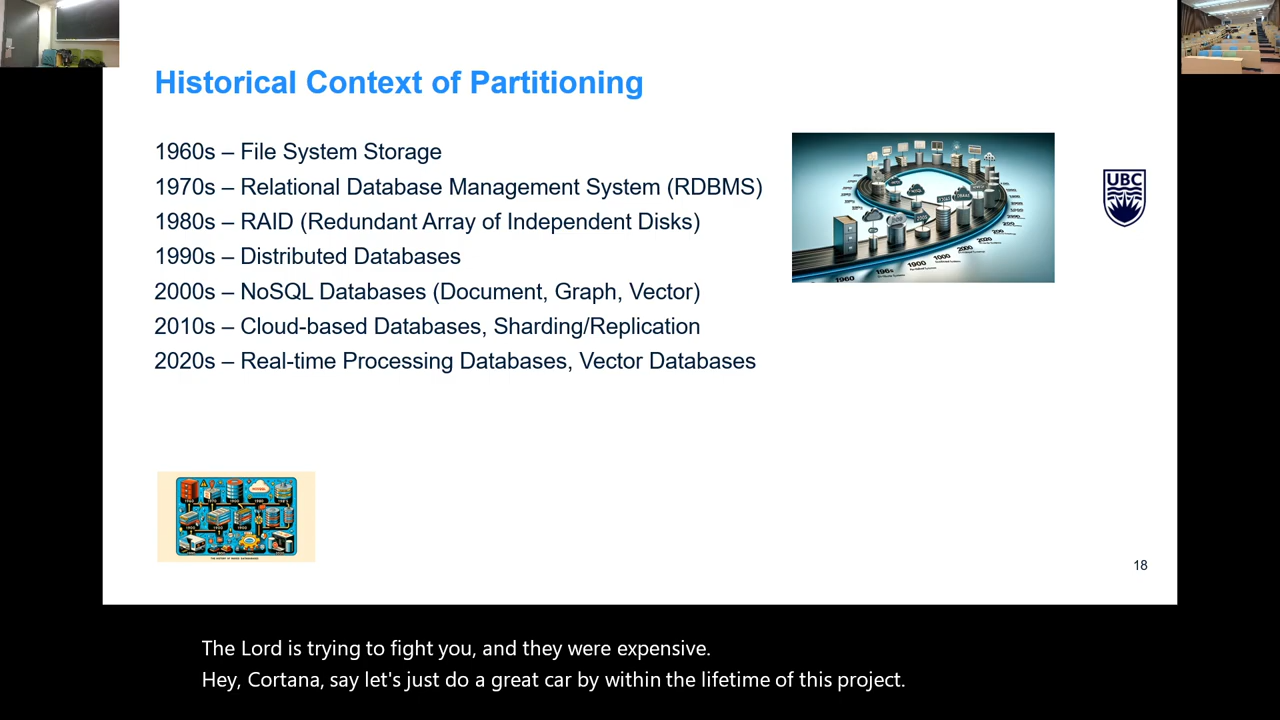 Historical Context of Partitioning
1960s – File System Storage
1970s – Relational Database Management System (RDBMS)
1980s – RAID (Redundant Array of Independent Disks)
1990s – Distributed Databases
2000s – NoSQL Databases (Document, Graph, Vector)
2010s – Cloud-based Databases, Sharding/Replication
2020s – Real-time Processing Databases, Vector Databases
UBC
1960
1900
2000
18
The Lord is trying to fight you, and they were expensive.
Hey, Cortana, say let's just do a great car by within the lifetime of this project.